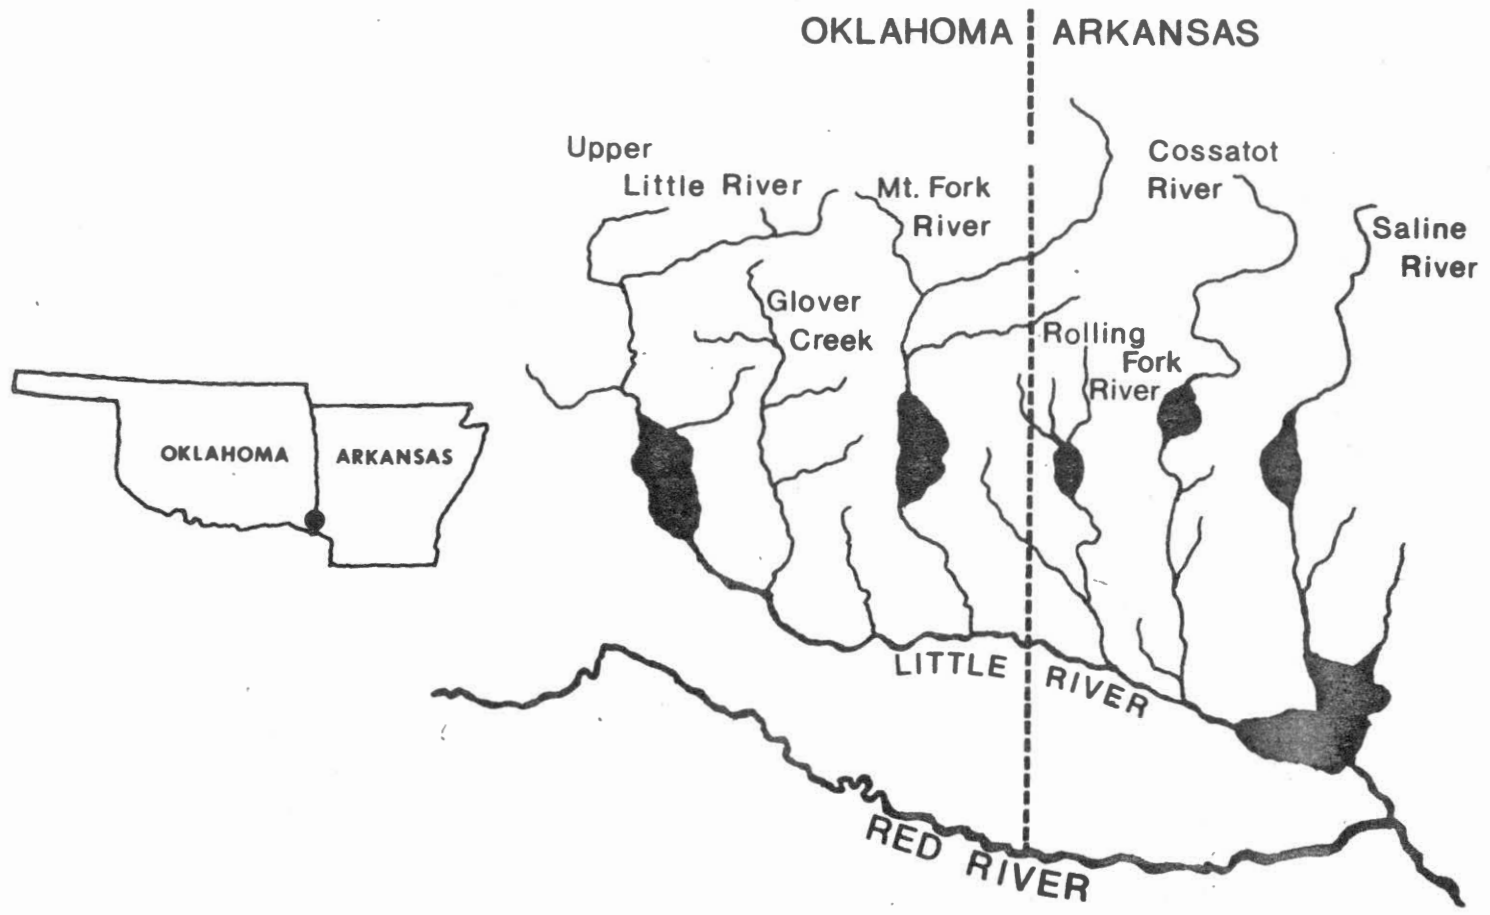 OKLAHOMA ARKANSAS
Upper
Little River
Mt. Fork
River
Cossatot
River
Saline
River
Glover
Creek
Rolling
Fork
River
OKLAHOMA ARKANSAS
LITTLE RIVER
RED RIVER